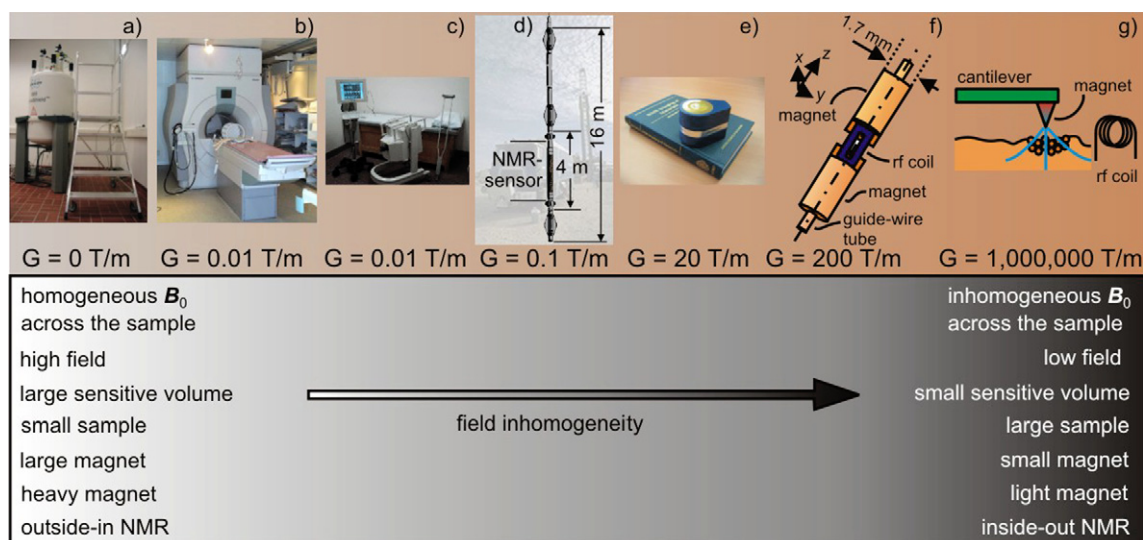 a)
b)
c)
d)
e)
f)
g)
16 m
NMR-
sensor
4 m
1.7 mm
x
z
y
magnet
rf coil
magnet
guide-wire
tube
cantilever
magnet
rf coil
G = 0 T/m
G = 0.01 T/m
G = 0.01 T/m
G = 0.1 T/m
G = 20 T/m
G = 200 T/m
G = 1,000,000 T/m
homogeneous B₀
across the sample
high field
large sensitive volume
small sample
large magnet
heavy magnet
outside-in NMR
field inhomogeneity
inhomogeneous B₀
across the sample
low field
small sensitive volume
large sample
small magnet
light magnet
inside-out NMR